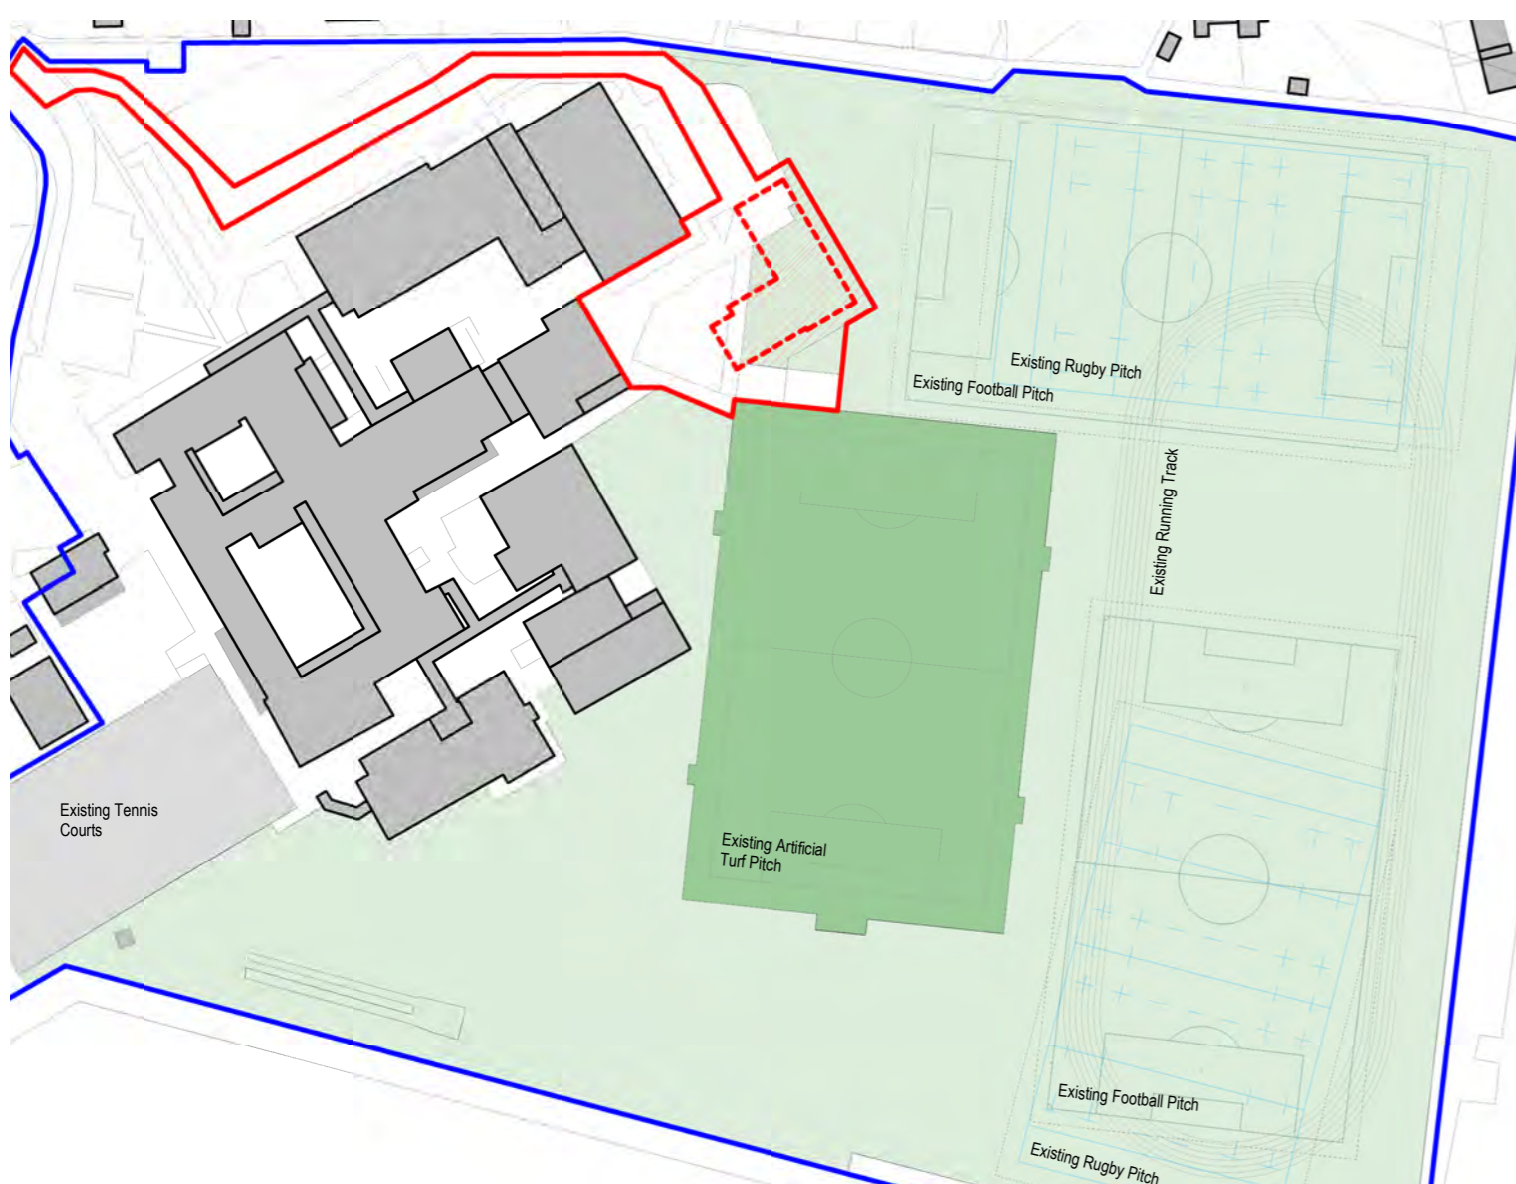 Existing Rugby Pitch
Existing Football Pitch
Existing Running Track
Existing Tennis
Courts
Existing Artificial
Turf Pitch
Existing Football Pitch
Existing Rugby Pitch